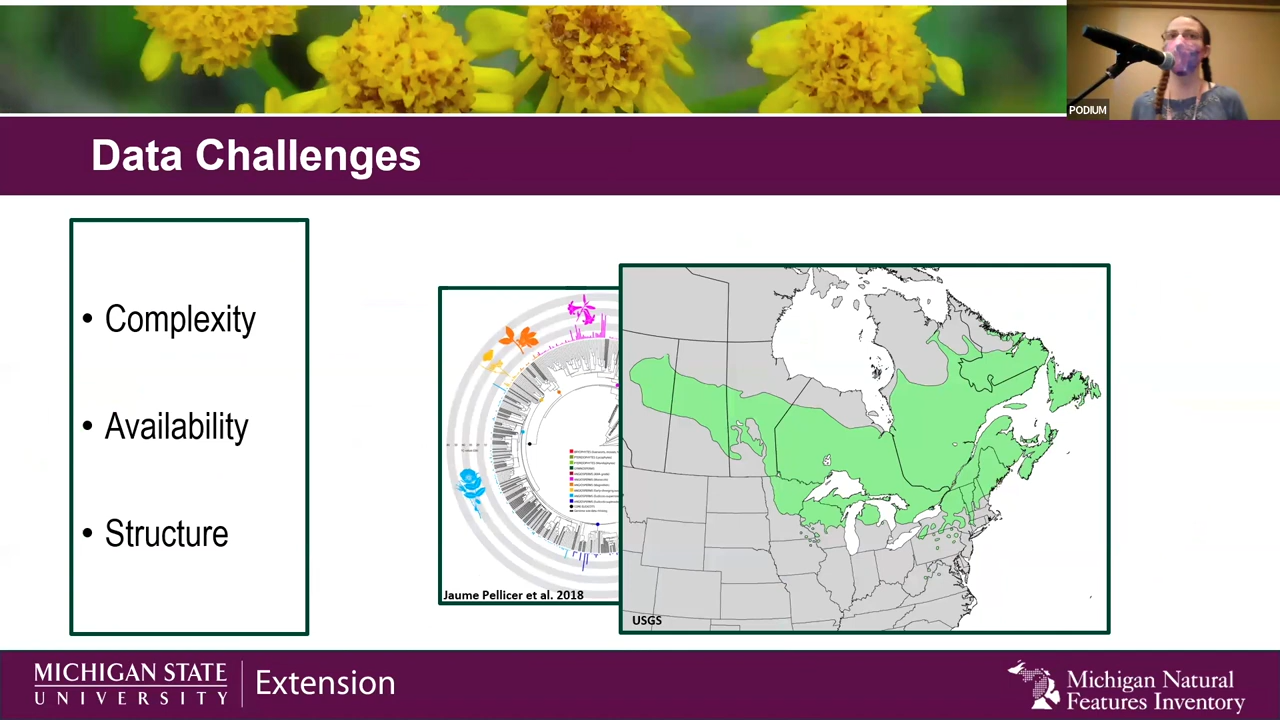 PODIUM
Data Challenges
• Complexity
• Availability
• Structure
Jaume Pellicer et al. 2018
USGS
MICHIGAN STATE
UNIVERSITY
Extension
Michigan Natural
Features Inventory